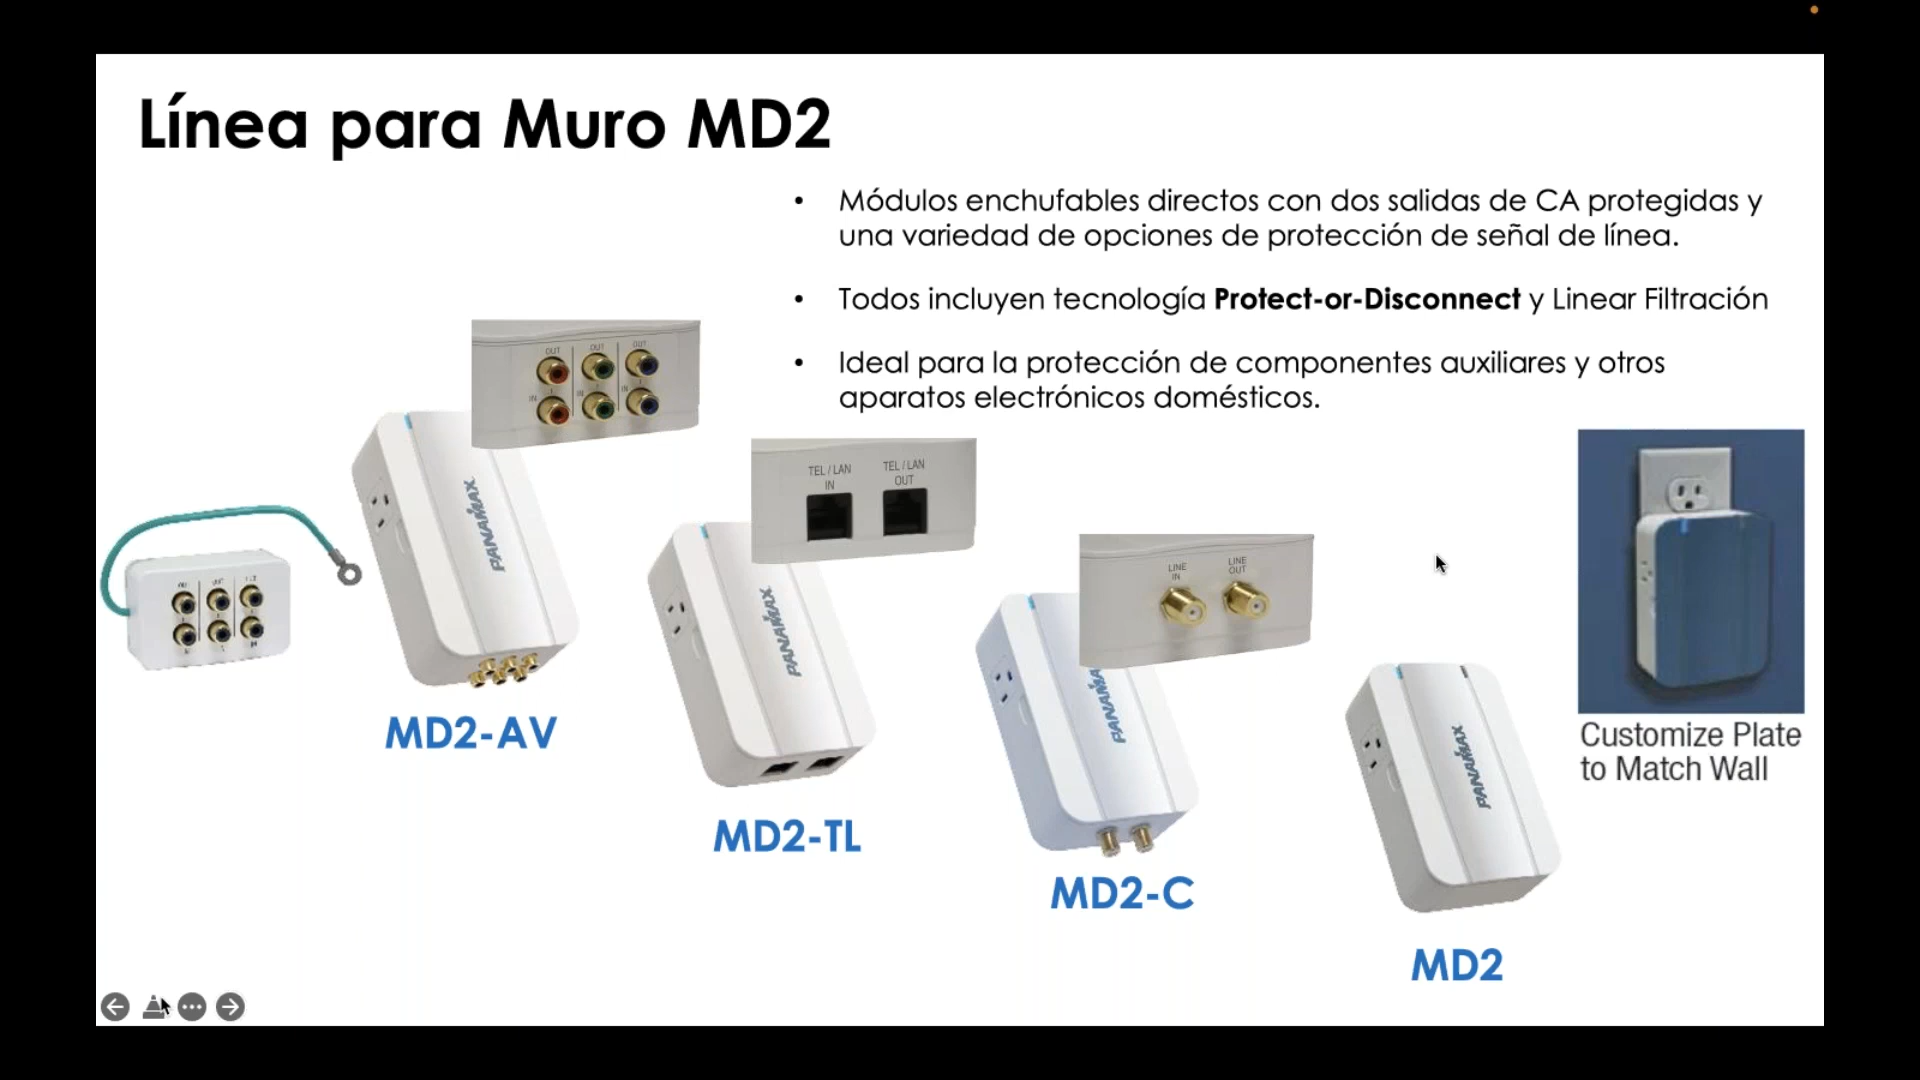 Línea para Muro MD2
• Módulos enchufables directos con dos salidas de CA protegidas y
una variedad de opciones de protección de señal de línea.
• Todos incluyen tecnología Protect-or-Disconnect y Linear Filtración
• Ideal para la protección de componentes auxiliares y otros
aparatos electrónicos domésticos.
OUT OUT OUT
IN IN IN
PANAMAX
MD2-AV
TEL / LAN
IN
TEL / LAN
OUT
PANAMAX
MD2-TL
LINE
IN
LINE
OUT
PANAMA
MD2-C
PANAMAX
MD2
Customize Plate
to Match Wall